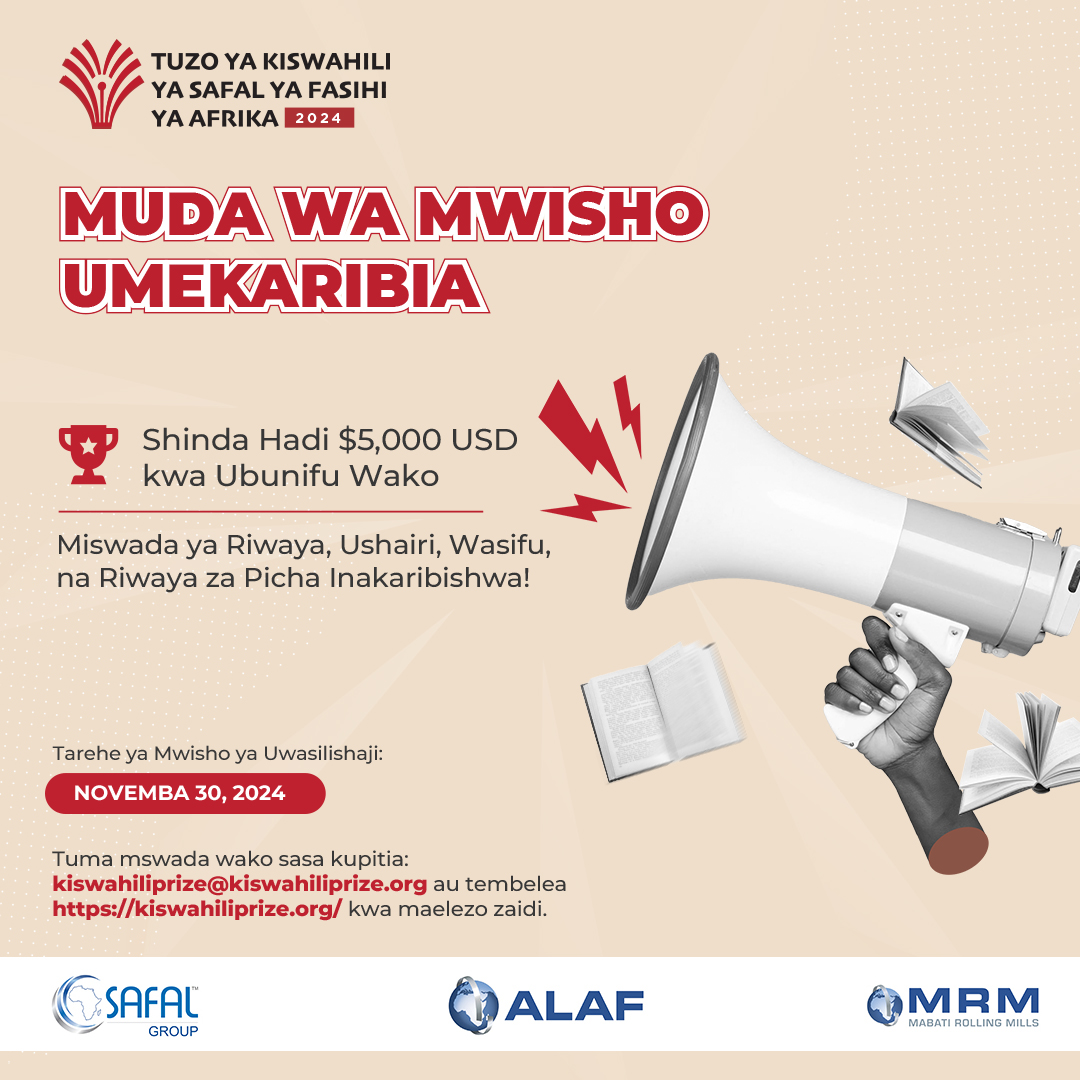 TUZO YA KISWAHILI
YA SAFAL YA FASIHI
YA AFRIKA 2024
MUDA WA MWISHO
UMEKARIBIA
Shinda Hadi $5,000 USD
kwa Ubunifu Wako
Miswada ya Riwaya, Ushairi, Wasifu,
na Riwaya za Picha Inakaribishwa!
Tarehe ya Mwisho ya Uwasilishaji:
NOVEMBA 30, 2024
Tuma mswada wako sasa kupitia:
kiswahiliprize@kiswahiliprize.org au tembelea
https://kiswahiliprize.org/ kwa maelezo zaidi.
SAFAL™
GROUP
ALAF
MRM
MABATI ROLLING MILLS